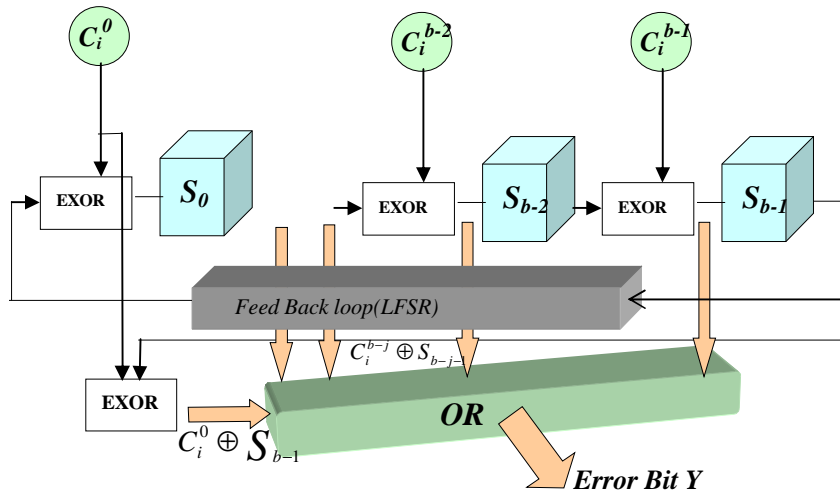 C_i^0
C_i^{b-2}
C_i^{b-1}
EXOR
S_0
EXOR
S_{b-2}
EXOR
S_{b-1}
Feed Back loop(LFSR)
C_i^{b-j} ⊕ S_{b-j-1}
EXOR
OR
C_i^0 ⊕ S_{b-1}
Error Bit Y